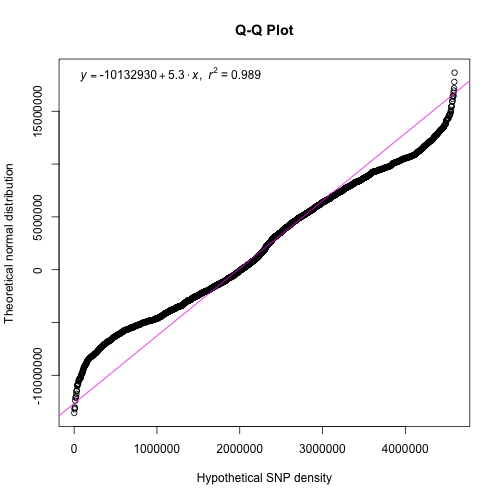 Q-Q Plot
y = -10132930 + 5.3 · x, r² = 0.989
Theoretical normal distribution
15000000
5000000
0
-10000000
0 1000000 2000000 3000000 4000000
Hypothetical SNP density